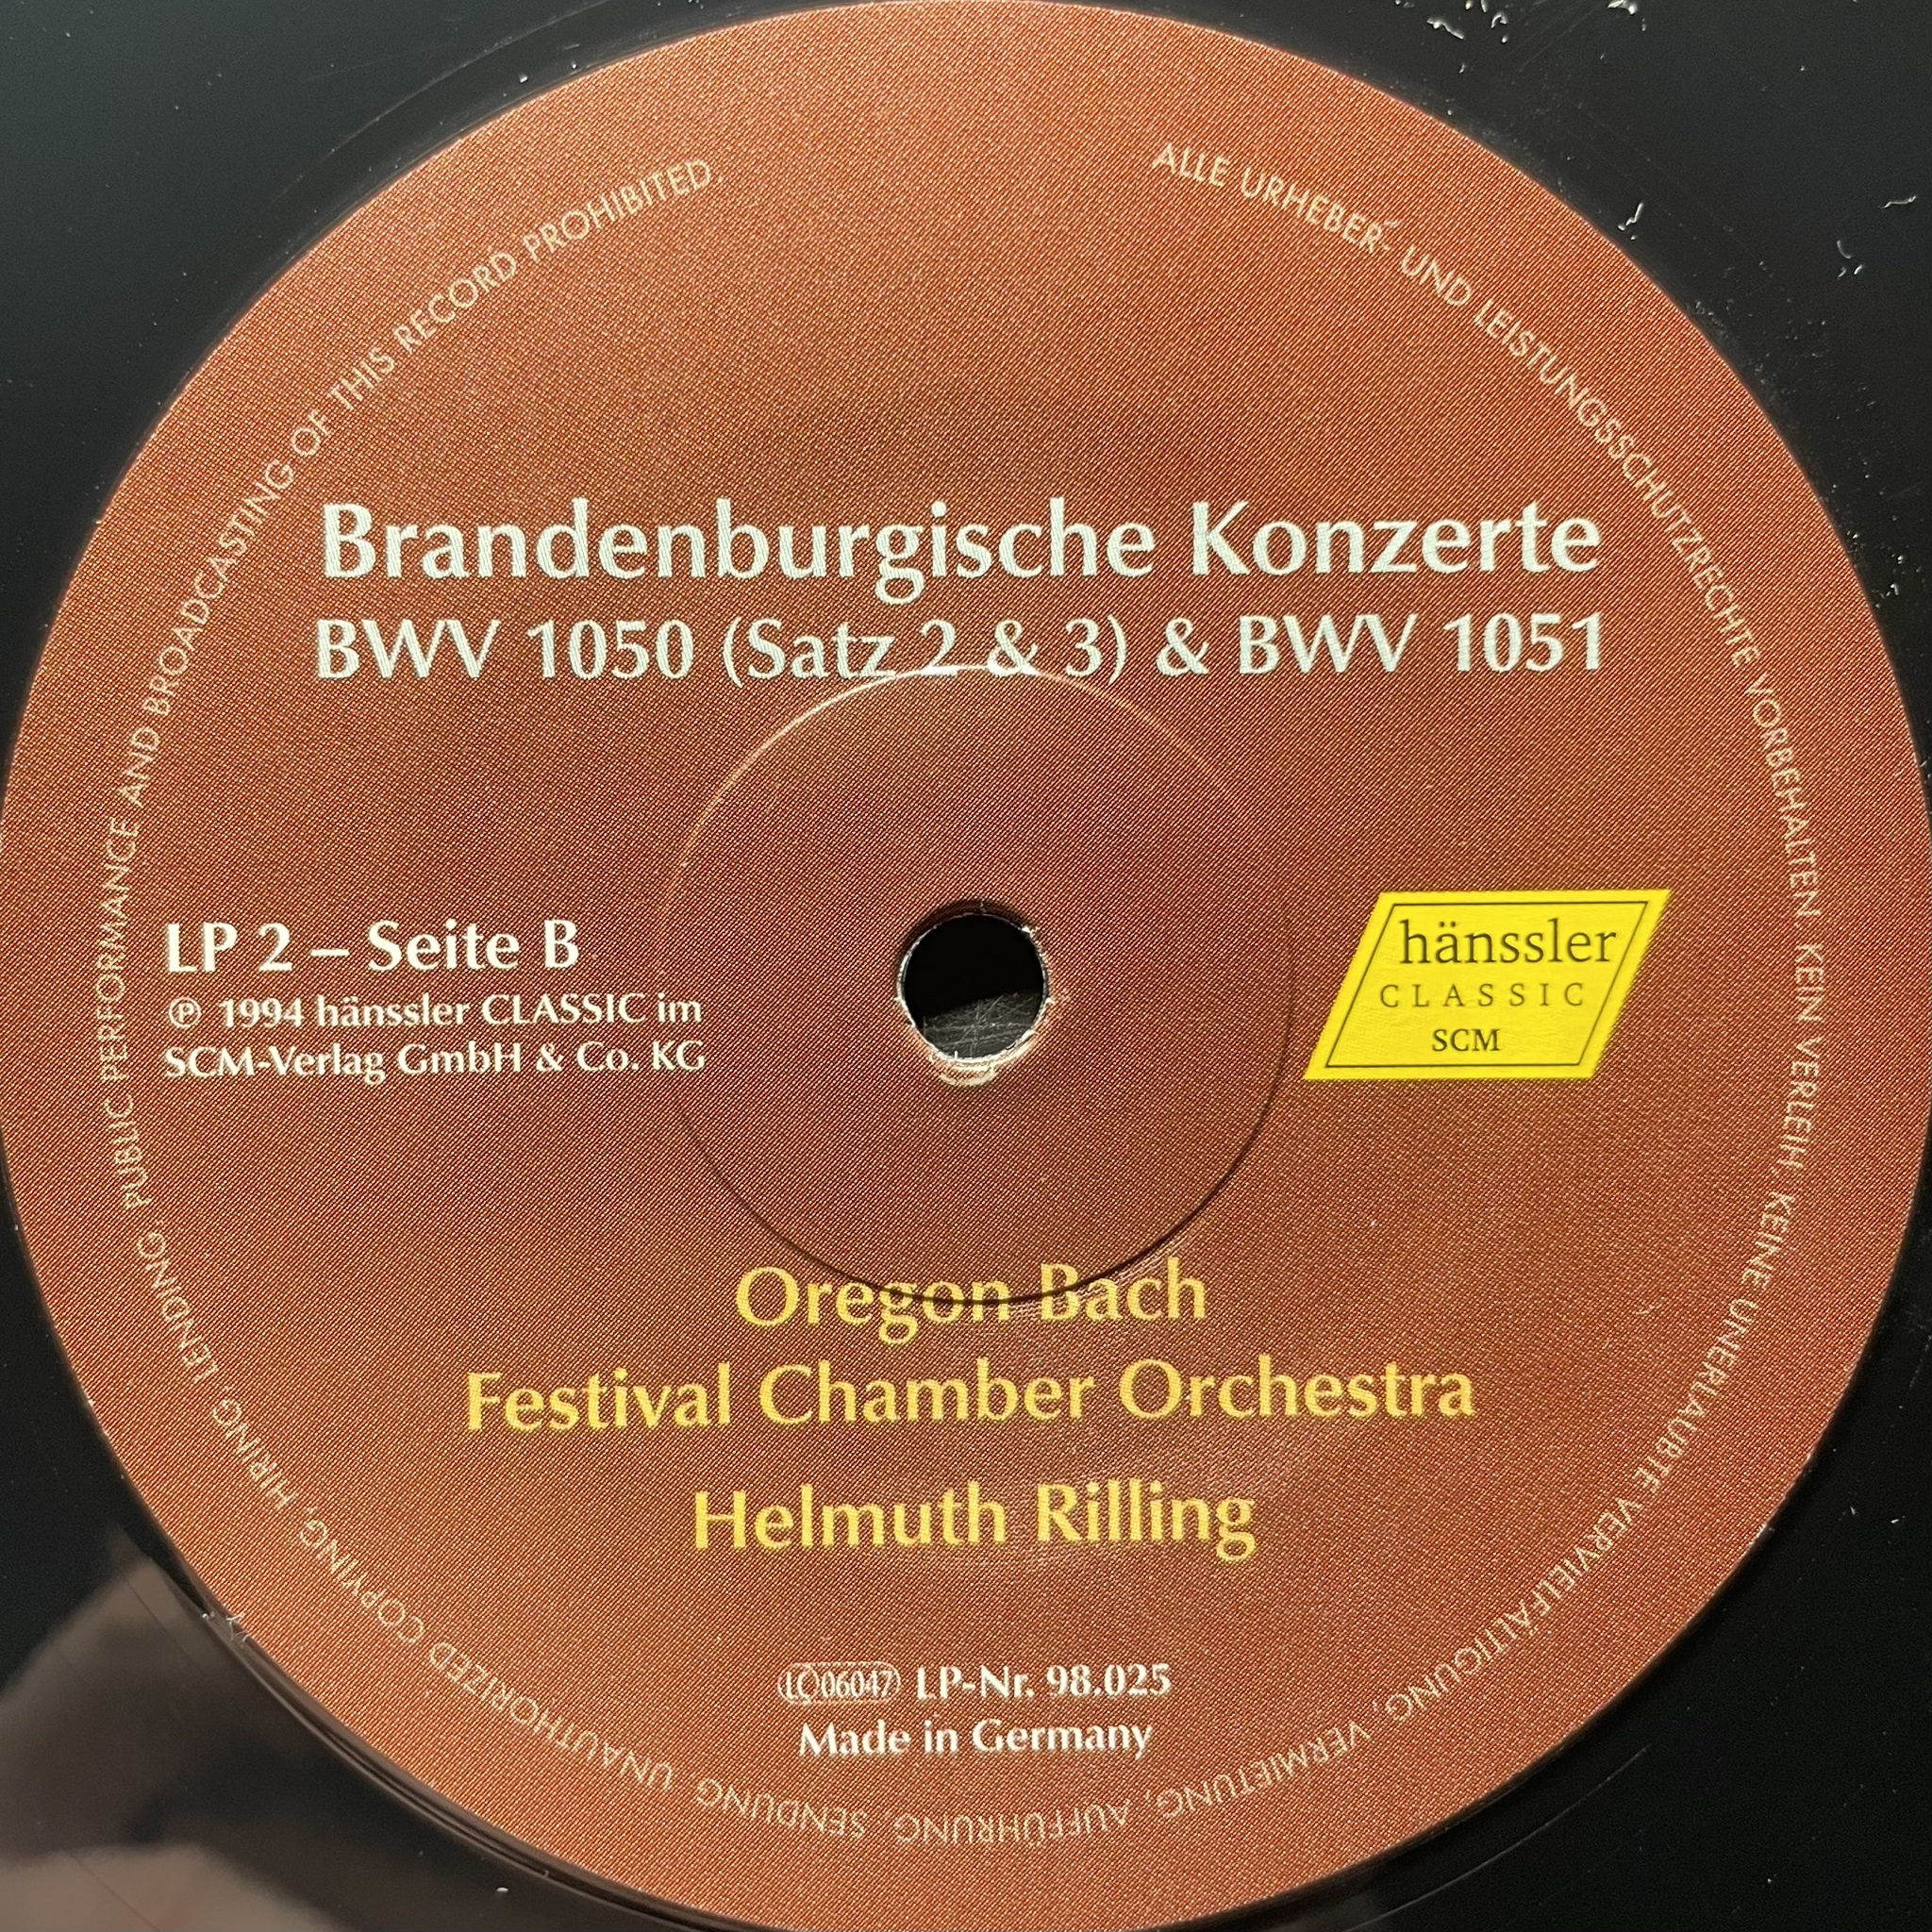 Brandenburgische Konzerte
BWV 1050 (Satz 2 & 3) & BWV 1051
LP 2 – Seite B
℗ 1994 hänssler CLASSIC im
SCM-Verlag GmbH & Co. KG
hänssler
CLASSIC
SCM
Oregon Bach
Festival Chamber Orchestra
Helmuth Rilling
LC 06047 LP-Nr. 98.025
Made in Germany
ALLE URHEBER- UND LEISTUNGSSCHUTZRECHTE VORBEHALTEN. KEIN VERLEIH, KEINE UNERLAUBTE VERVIELFÄLTIGUNG, VERMIETUNG, AUFFÜHRUNG, SENDUNG. UNAUTHORIZED COPYING, HIRING, LENDING, PUBLIC PERFORMANCE AND BROADCASTING OF THIS RECORD PROHIBITED.